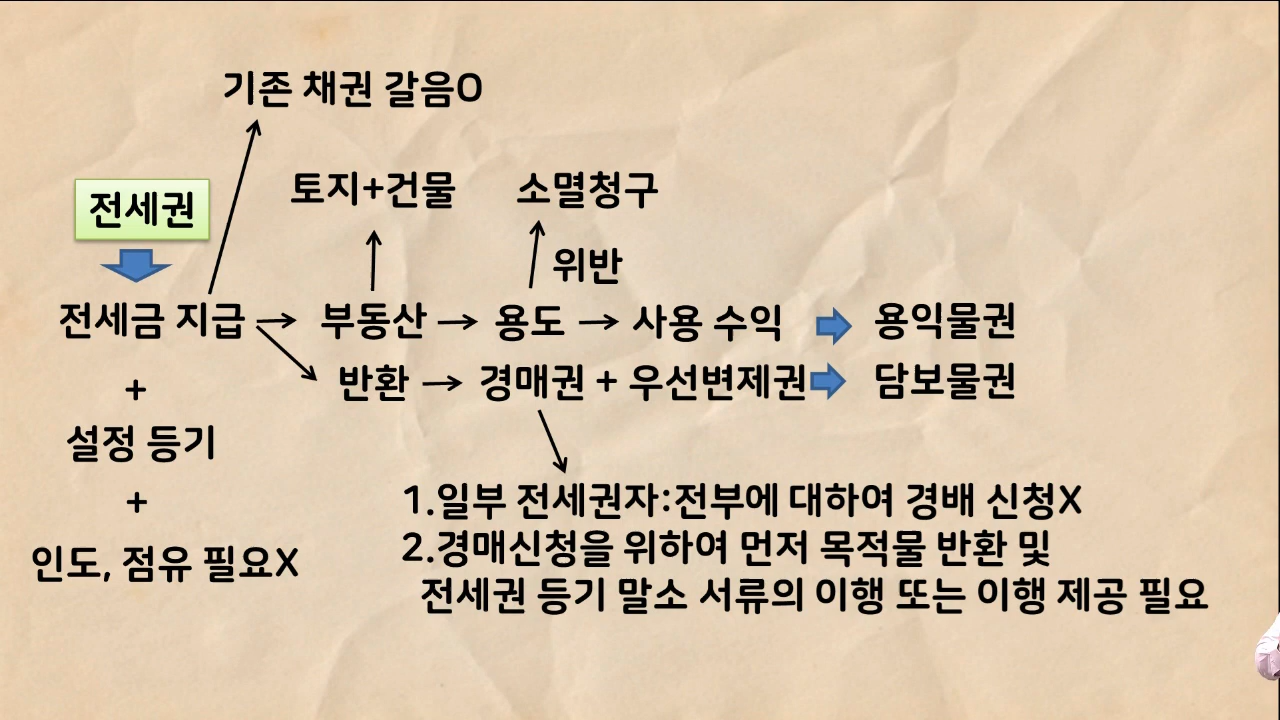 기존 채권 갈음O
토지+건물 소멸청구
전세권
위반
전세금 지급 → 부동산 → 용도 → 사용 수익 용익물권
반환 → 경매권 + 우선변제권 담보물권
+
설정 등기
+
인도, 점유 필요X
1.일부 전세권자:전부에 대하여 경배 신청X
2.경매신청을 위하여 먼저 목적물 반환 및
전세권 등기 말소 서류의 이행 또는 이행 제공 필요